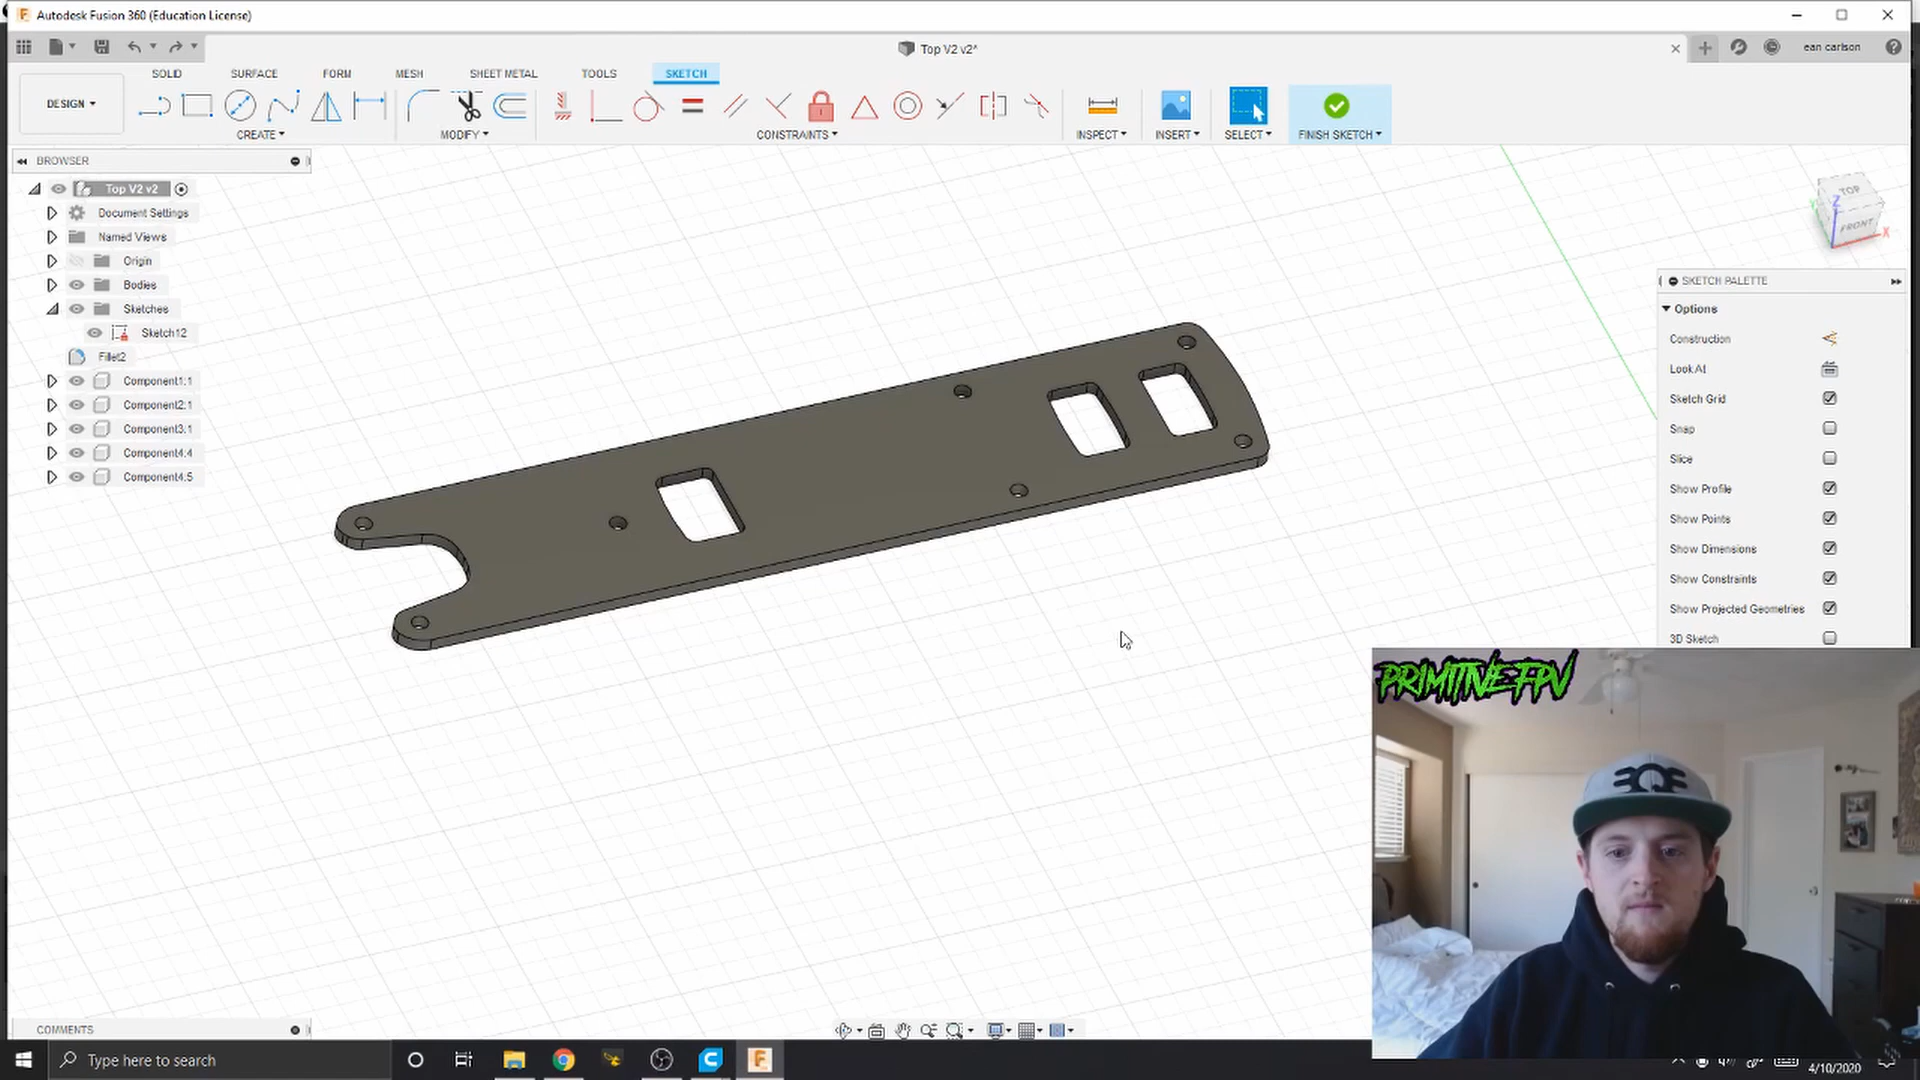 Autodesk Fusion 360 (Education License)
Top V2 v2*
ean carlson
SOLID
SURFACE
FORM
MESH
SHEET METAL
TOOLS
SKETCH
DESIGN
CREATE
MODIFY
CONSTRAINTS
INSPECT
INSERT
SELECT
FINISH SKETCH
BROWSER
Top V2 v2
Document Settings
Named Views
Origin
Bodies
Sketches
Sketch12
Fillet2
Component1:1
Component2:1
Component3:1
Component4:4
Component4:5
TOP
FRONT
Z
X
SKETCH PALETTE
Options
Construction
Look At
Sketch Grid
Snap
Slice
Show Profile
Show Points
Show Dimensions
Show Constraints
Show Projected Geometries
3D Sketch
PRIMITIVE FPV
COMMENTS
Type here to search
4/10/2020